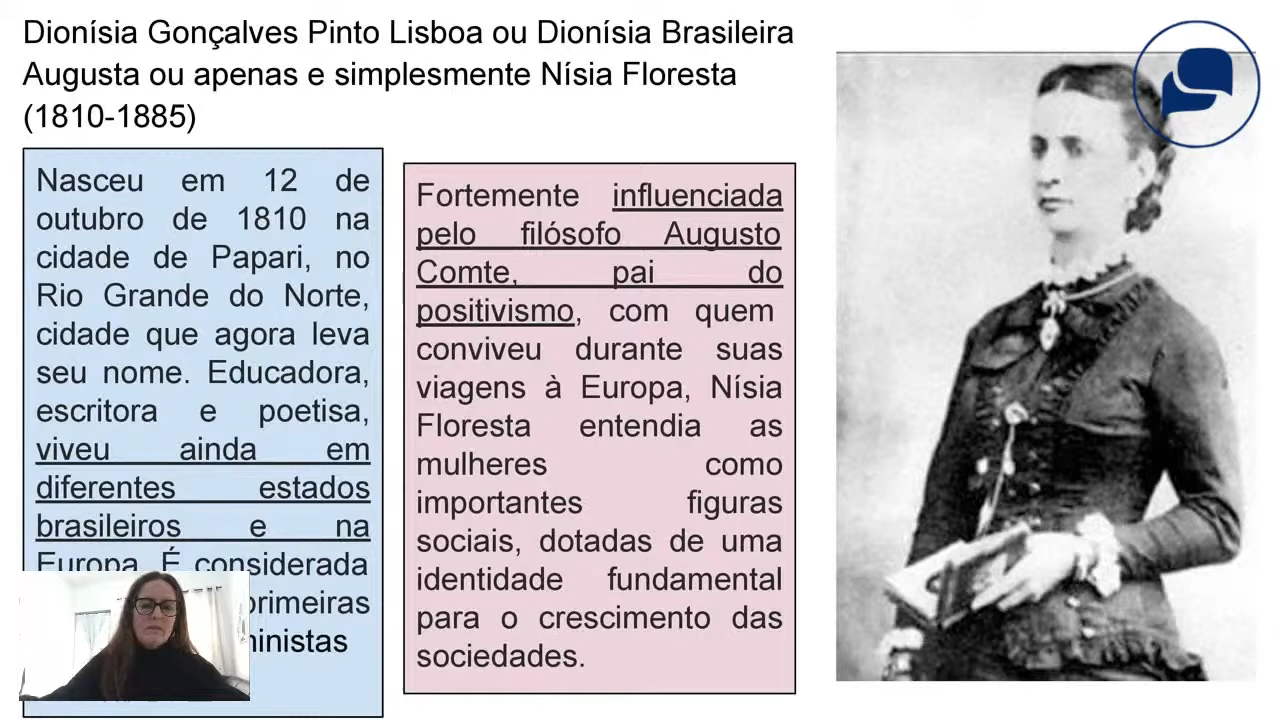 Dionísia Gonçalves Pinto Lisboa ou Dionísia Brasileira
Augusta ou apenas e simplesmente Nísia Floresta
(1810-1885)
Nasceu em 12 de
outubro de 1810 na
cidade de Papari, no
Rio Grande do Norte,
cidade que agora leva
seu nome. Educadora,
escritora e poetisa,
viveu ainda em
diferentes estados
brasileiros e na
Europa. É considerada
primeiras
Fortemente influenciada
pelo filósofo Augusto
Comte, pai do
positivismo, com quem
conviveu durante suas
viagens à Europa, Nísia
Floresta entendia as
mulheres como
importantes figuras
sociais, dotadas de uma
identidade fundamental
para o crescimento das
sociedades.